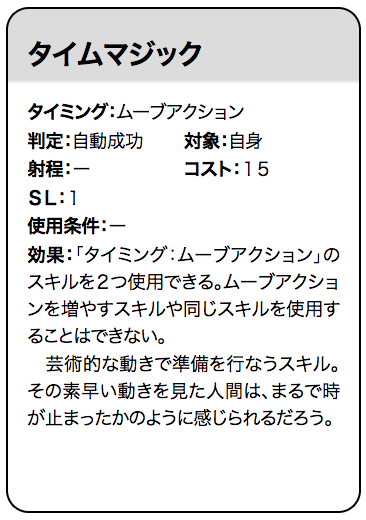 タイムマジック
タイミング：ムーブアクション
判定：自動成功　対象：自身
射程：―　コスト：１５
ＳＬ：１
使用条件：―
効果：「タイミング：ムーブアクション」の
スキルを２つ使用できる。ムーブアクショ
ンを増やすスキルや同じスキルを使用す
ることはできない。
　芸術的な動きで準備を行なうスキル。
その素早い動きを見た人間は、まるで時
が止まったかのように感じられるだろう。